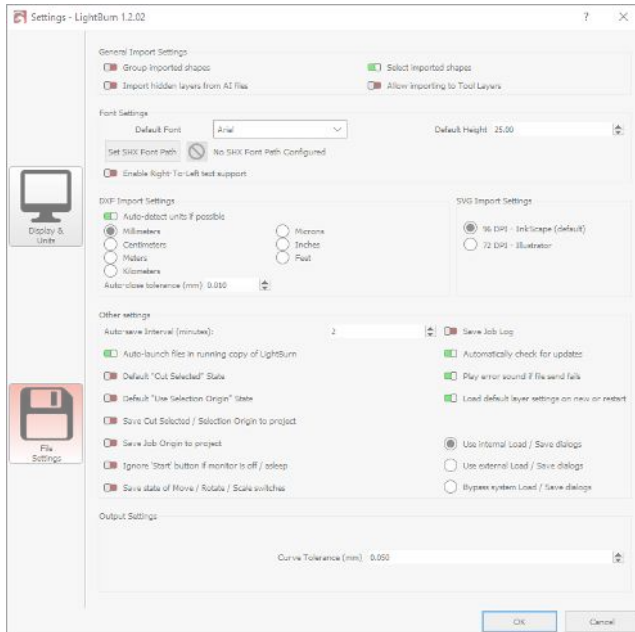 Settings - LightBurn 1.2.02
? ×
General Import Settings
Group imported shapes
Select imported shapes
Import hidden layers from AI files
Allow importing to Tool Layers
Font Settings
Default Font Arial
Default Height 25.00
Set SHX Font Path
No SHX Font Path Configured
Enable Right-To-Left text support
Display & Units
DXF Import Settings
Auto-detect units if possible
Millimeters
Microns
Centimeters
Inches
Meters
Feet
Kilometers
Auto-close tolerance (mm) 0.010
SVG Import Settings
96 DPI - InkScape (default)
72 DPI - Illustrator
Other settings
Auto-save Interval (minutes): 2
Save Job Log
Auto-launch files in running copy of LightBurn
Automatically check for updates
Default "Cut Selected" State
Play error sound if file send fails
Default "Use Selection Origin" State
Load default layer settings on new or restart
Save Cut Selected / Selection Origin to project
Save Job Origin to project
Use internal Load / Save dialogs
File Settings
Ignore 'Start' button if monitor is off / asleep
Use external Load / Save dialogs
Save state of Move / Rotate / Scale switches
Bypass system Load / Save dialogs
Output Settings
Curve Tolerance (mm) 0.050
OK
Cancel